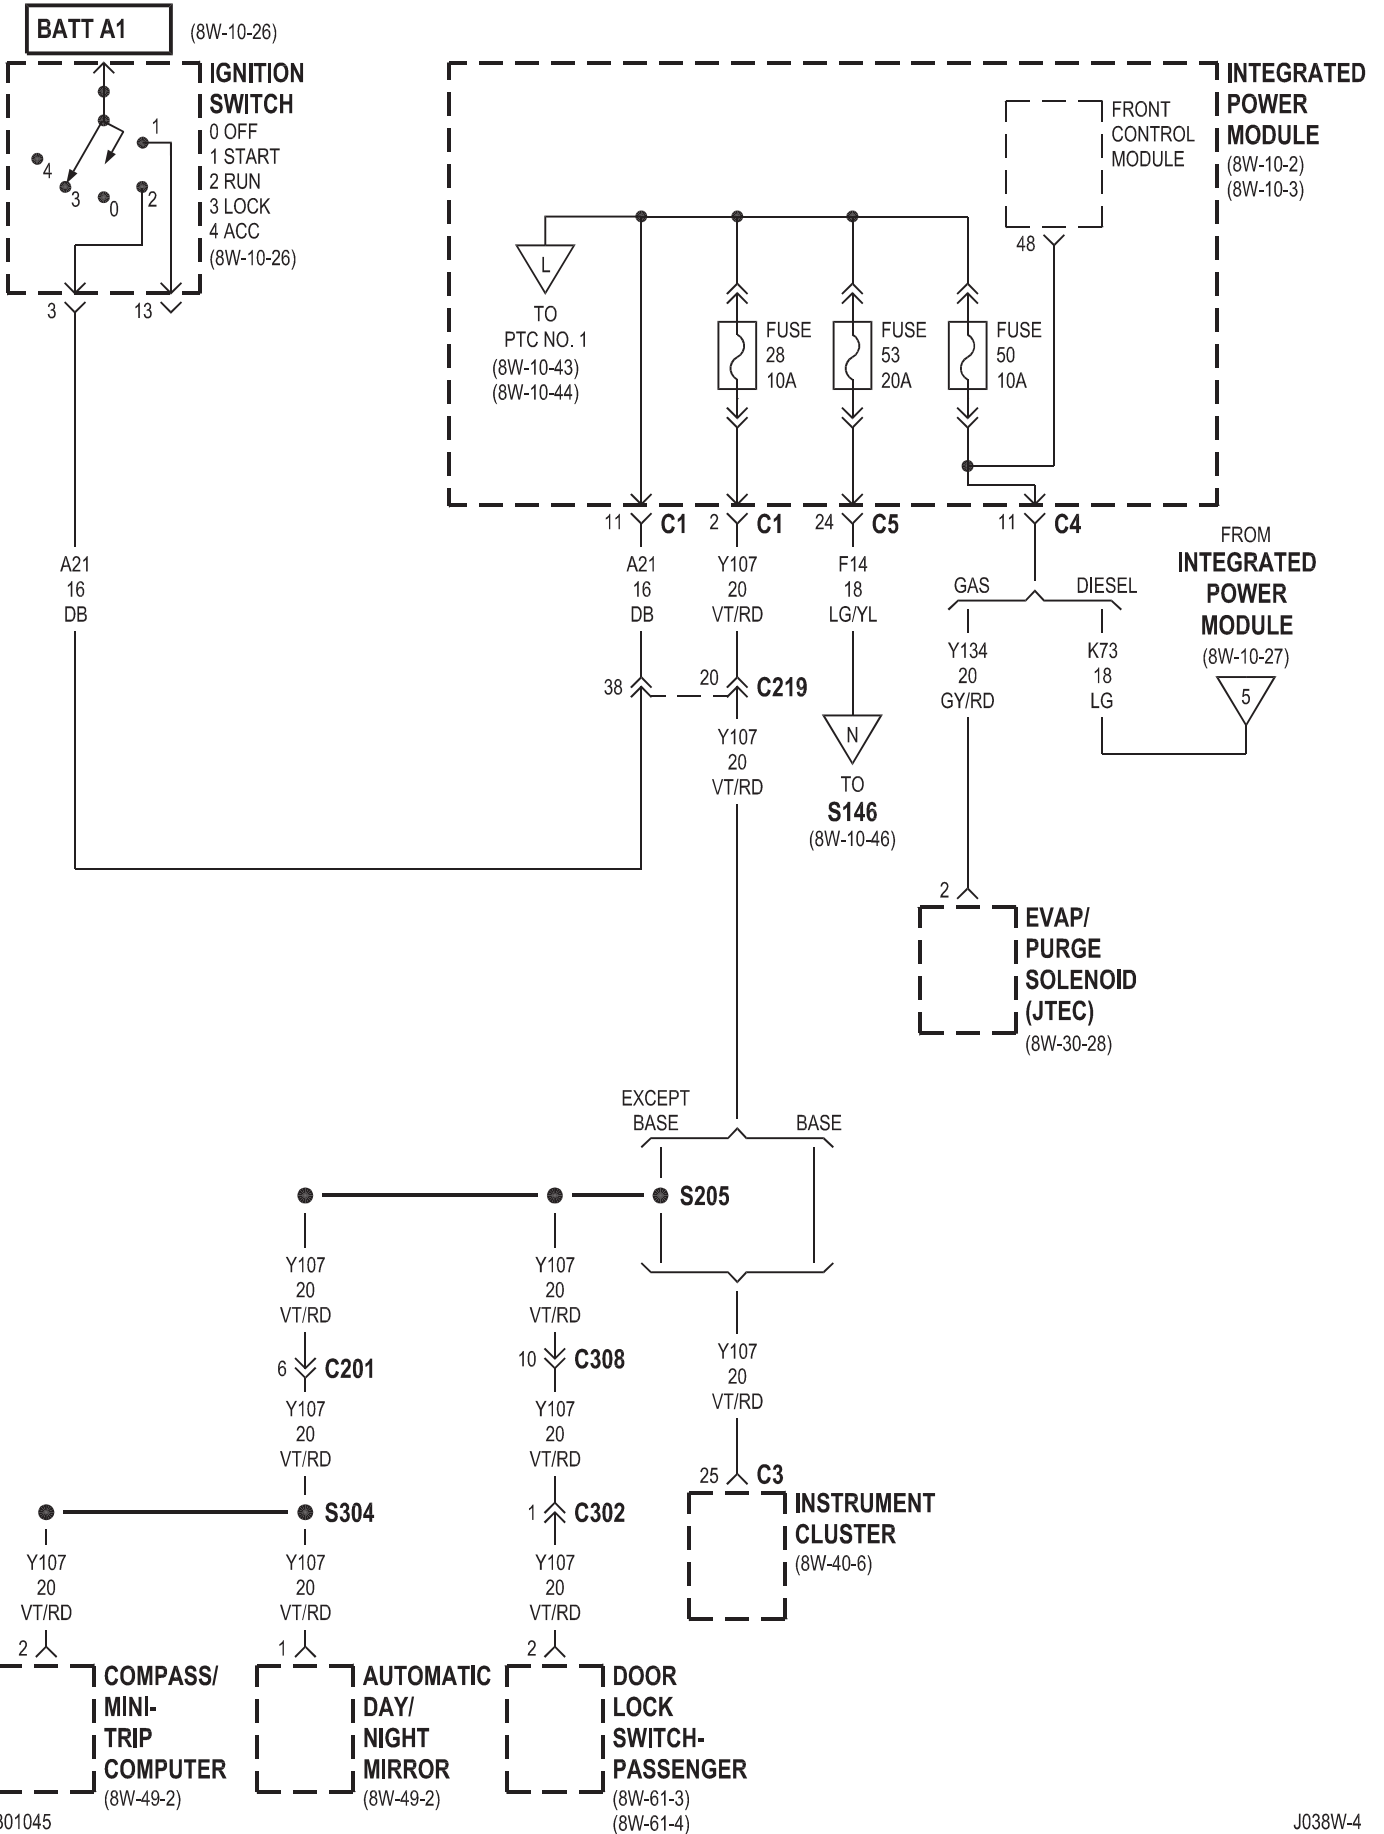 BATT A1
(8W-10-26)
IGNITION
SWITCH
0 OFF
1 START
2 RUN
3 LOCK
4 ACC
(8W-10-26)
1
4
3
0
2
3
13
INTEGRATED
POWER
MODULE
(8W-10-2)
(8W-10-3)
FRONT
CONTROL
MODULE
48
L
TO
PTC NO. 1
(8W-10-43)
(8W-10-44)
FUSE
28
10A
FUSE
53
20A
FUSE
50
10A
11 C1
2 C1
24 C5
11 C4
A21
16
DB
A21
16
DB
Y107
20
VT/RD
F14
18
LG/YL
GAS
DIESEL
Y134
20
GY/RD
K73
18
LG
FROM
INTEGRATED
POWER
MODULE
(8W-10-27)
5
38
20 C219
Y107
20
VT/RD
N
TO
S146
(8W-10-46)
2
EVAP/
PURGE
SOLENOID
(JTEC)
(8W-30-28)
EXCEPT
BASE
BASE
S205
Y107
20
VT/RD
Y107
20
VT/RD
6 C201
10 C308
Y107
20
VT/RD
Y107
20
VT/RD
Y107
20
VT/RD
25 C3
INSTRUMENT
CLUSTER
(8W-40-6)
S304
1 C302
Y107
20
VT/RD
Y107
20
VT/RD
Y107
20
VT/RD
2
1
2
COMPASS/
MINI-
TRIP
COMPUTER
(8W-49-2)
AUTOMATIC
DAY/
NIGHT
MIRROR
(8W-49-2)
DOOR
LOCK
SWITCH-
PASSENGER
(8W-61-3)
(8W-61-4)
801045
J038W-4